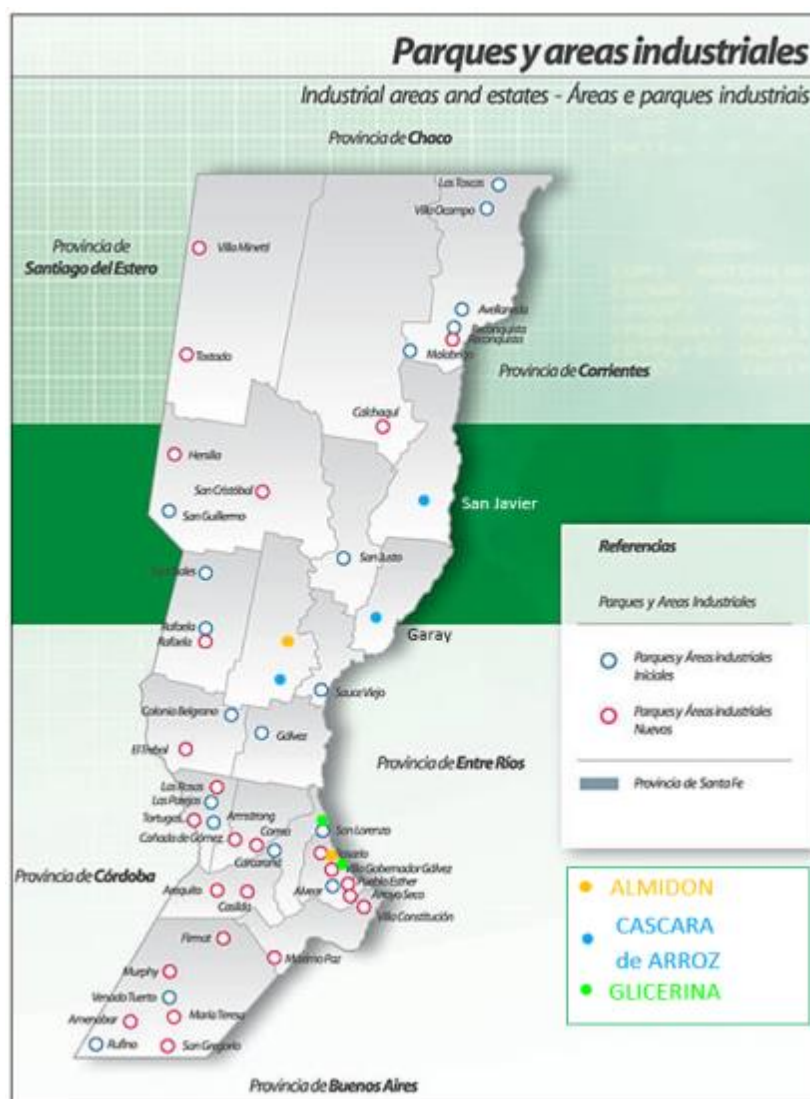 Parques y areas industriales
Industrial areas and estates - Áreas e parques industriais
Provincia de Chaco
Las Toscas
Villa Ocampo
Provincia de
Santiago del Estero
Villa Minetti
Avellaneda
Reconquista
Reconquista
Tostado
Malabrigo
Provincia de Corrientes
Calchaquí
Hersilia
San Cristóbal
San Javier
San Guillermo
San Justo
Rafaela
Rafaela
Garay
Sauce Viejo
Colonia Belgrano
Gálvez
El Trébol
Provincia de Entre Ríos
Las Rosas
Las Parejas
Tortugas
Armstrong
San Lorenzo
Cañada de Gómez
Correa
Carcarañá
Rosario
Villa Gobernador Gálvez
Provincia de Córdoba
Pueblo Esther
Arequito
Alvear
Arroyo Seco
Casilda
Villa Constitución
Firmat
Máximo Paz
Murphy
Venado Tuerto
María Teresa
Amenábar
Rufino
San Gregorio
Provincia de Buenos Aires
Referencias
Parques y Areas Industriales
Parques y Áreas industriales
Iniciales
Parques y Áreas industriales
Nuevos
Provincia de Santa Fe
ALMIDON
CASCARA
de ARROZ
GLICERINA